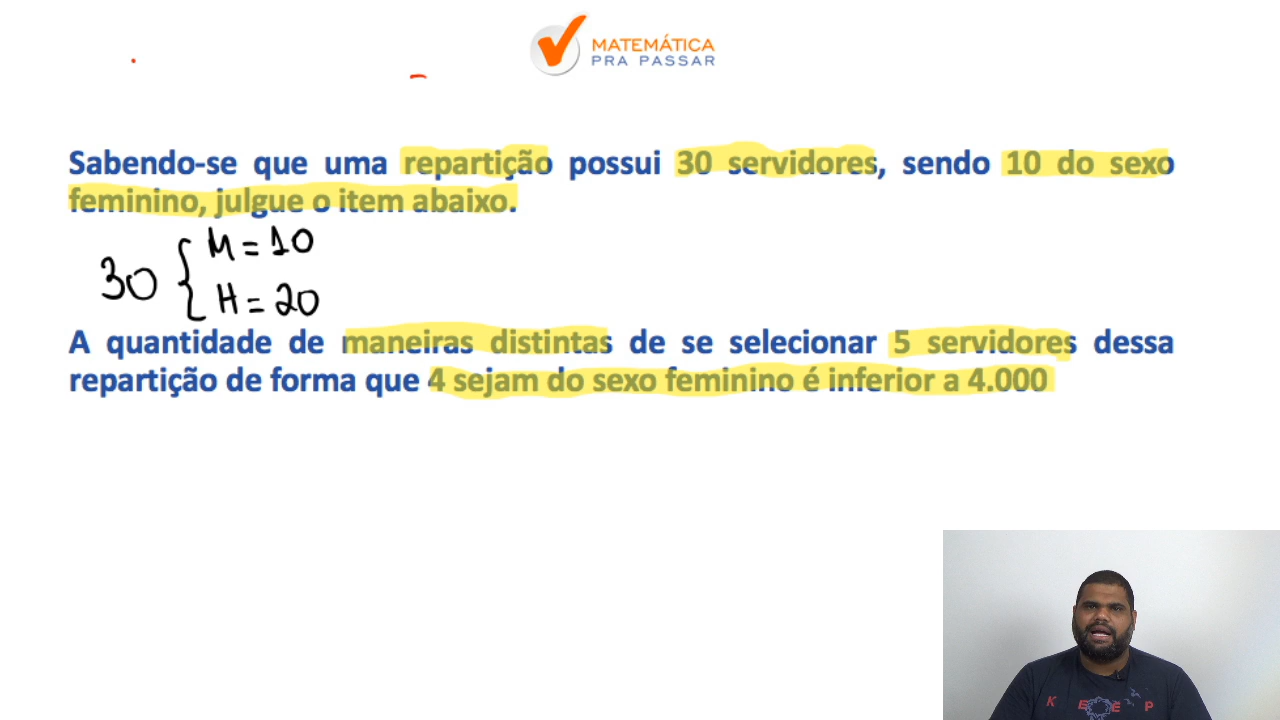 MATEMÁTICA
PRA PASSAR
Sabendo-se que uma repartição possui 30 servidores, sendo 10 do sexo
feminino, julgue o item abaixo.
30 { M = 10
H = 20
A quantidade de maneiras distintas de se selecionar 5 servidores dessa
repartição de forma que 4 sejam do sexo feminino é inferior a 4.000
K E E P